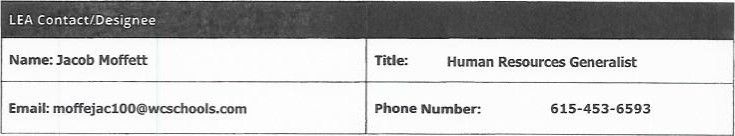 LEA Contact/Designee
Name: Jacob Moffett Title: Human Resources Generalist
Email: moffejac100@wcschools.com Phone Number: 615-453-6593